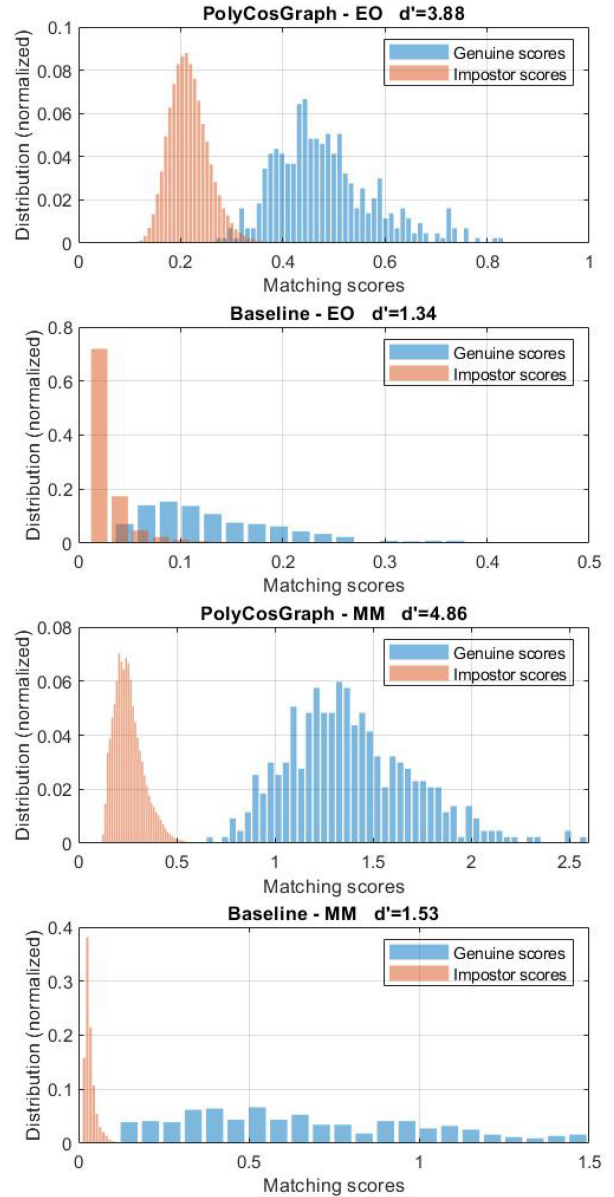 PolyCosGraph - EO d'=3.88
Distribution (normalized)
0.1
0.08
0.06
0.04
0.02
0
Genuine scores
Impostor scores
0 0.2 0.4 0.6 0.8 1
Matching scores
Baseline - EO d'=1.34
Distribution (normalized)
0.8
0.6
0.4
0.2
0
Genuine scores
Impostor scores
0 0.1 0.2 0.3 0.4 0.5
Matching scores
PolyCosGraph - MM d'=4.86
Distribution (normalized)
0.08
0.06
0.04
0.02
0
Genuine scores
Impostor scores
0 0.5 1 1.5 2 2.5
Matching scores
Baseline - MM d'=1.53
Distribution (normalized)
0.4
0.3
0.2
0.1
0
Genuine scores
Impostor scores
0 0.5 1 1.5
Matching scores